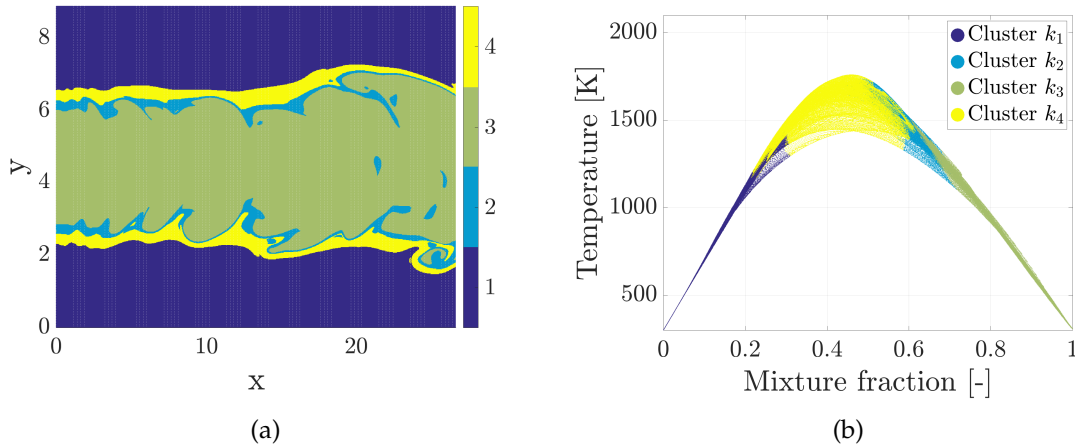 8
6
4
2
0
y
0
10
20
x
4
3
2
1
(a)
2000
1500
1000
500
Temperature [K]
0
0.2
0.4
0.6
0.8
1
Mixture fraction [-]
Cluster k₁
Cluster k₂
Cluster k₃
Cluster k₄
(b)